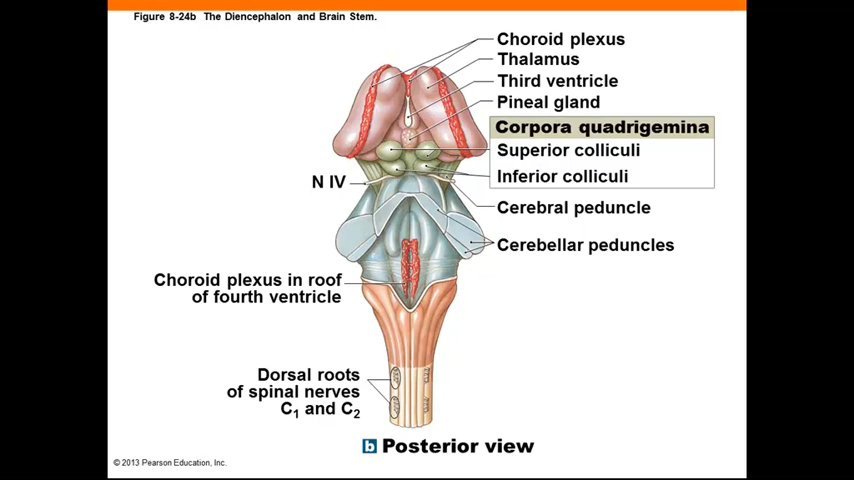 Figure 8-24b The Diencephalon and Brain Stem.
Choroid plexus
Thalamus
Third ventricle
Pineal gland
Corpora quadrigemina
Superior colliculi
Inferior colliculi
N IV
Cerebral peduncle
Cerebellar peduncles
Choroid plexus in roof
of fourth ventricle
Dorsal roots
of spinal nerves
C₁ and C₂
b Posterior view
© 2013 Pearson Education, Inc.